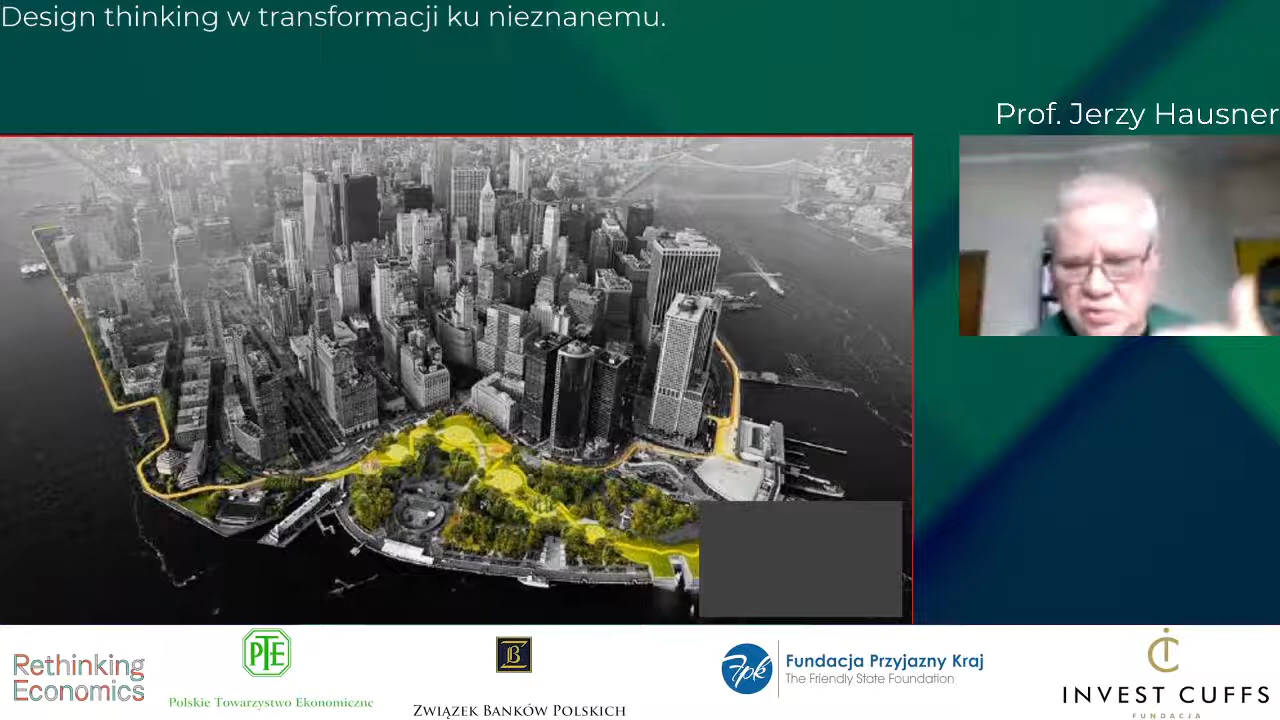 Design thinking w transformacji ku nieznanemu.
Prof. Jerzy Hausner
Rethinking
Economics
PTE
Polskie Towarzystwo Ekonomiczne
B
ZWIĄZEK BANKÓW POLSKICH
fpk
Fundacja Przyjazny Kraj
The Friendly State Foundation
INVEST CUFFS
FUNDACJA